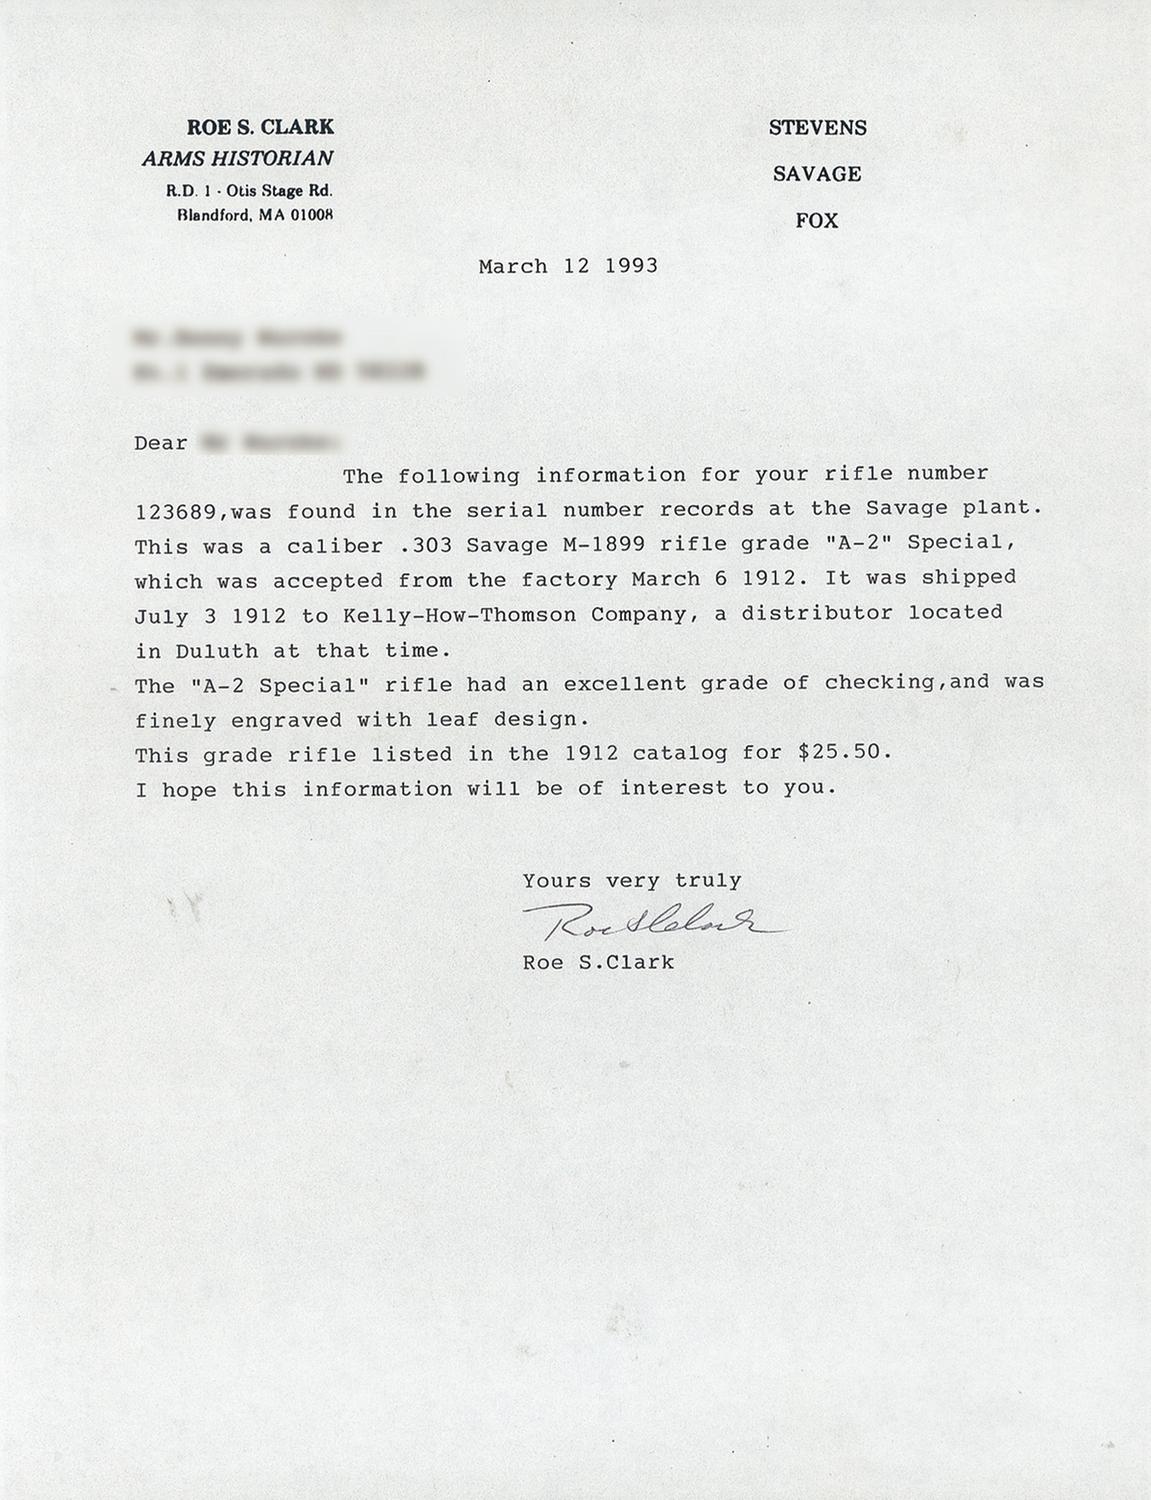 ROE S. CLARK
ARMS HISTORIAN
R.D. 1 · Otis Stage Rd.
Blandford, MA 01008
STEVENS
SAVAGE
FOX
March 12 1993
Dear
The following information for your rifle number
123689,was found in the serial number records at the Savage plant.
This was a caliber .303 Savage M-1899 rifle grade "A-2" Special,
which was accepted from the factory March 6 1912. It was shipped
July 3 1912 to Kelly-How-Thomson Company, a distributor located
in Duluth at that time.
The "A-2 Special" rifle had an excellent grade of checking,and was
finely engraved with leaf design.
This grade rifle listed in the 1912 catalog for $25.50.
I hope this information will be of interest to you.
Yours very truly
Roe S Clark
Roe S.Clark